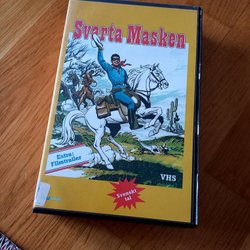 Svarta Masken
Extra:
Filmtrailer
VHS
Svenskt
tal